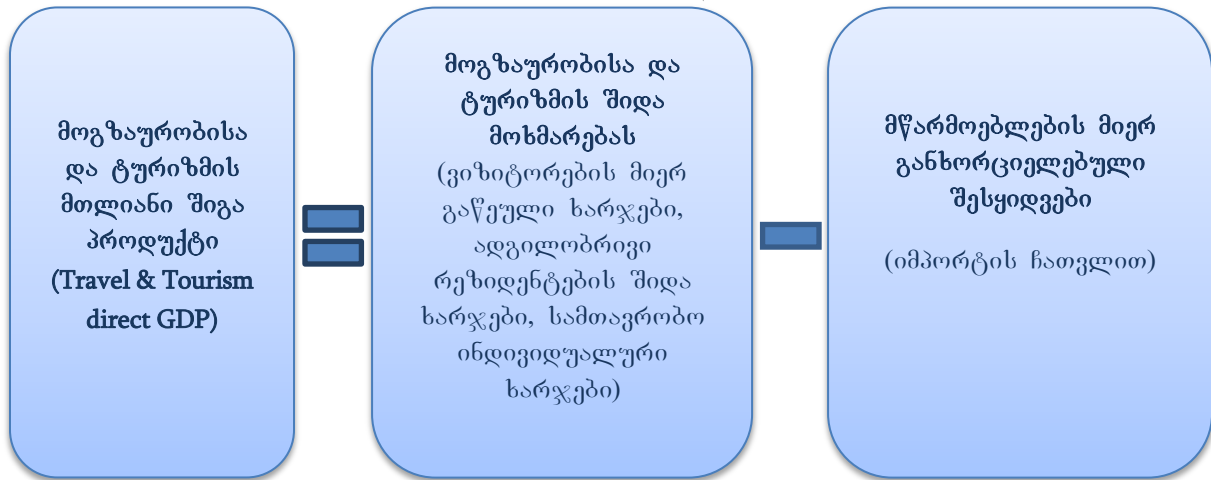 მოგზაურობისა
და ტურიზმის
მთლიანი შიგა
პროდუქტი
(Travel & Tourism
direct GDP)
მოგზაურობისა და
ტურიზმის შიდა
მოხმარებას
(ვიზიტორების მიერ
გაწეული ხარჯები,
ადგილობრივი
რეზიდენტების შიდა
ხარჯები, სამთავრობო
ინდივიდუალური
ხარჯები)
მწარმოებლების მიერ
განხორციელებული
შესყიდვები
(იმპორტის ჩათვლით)